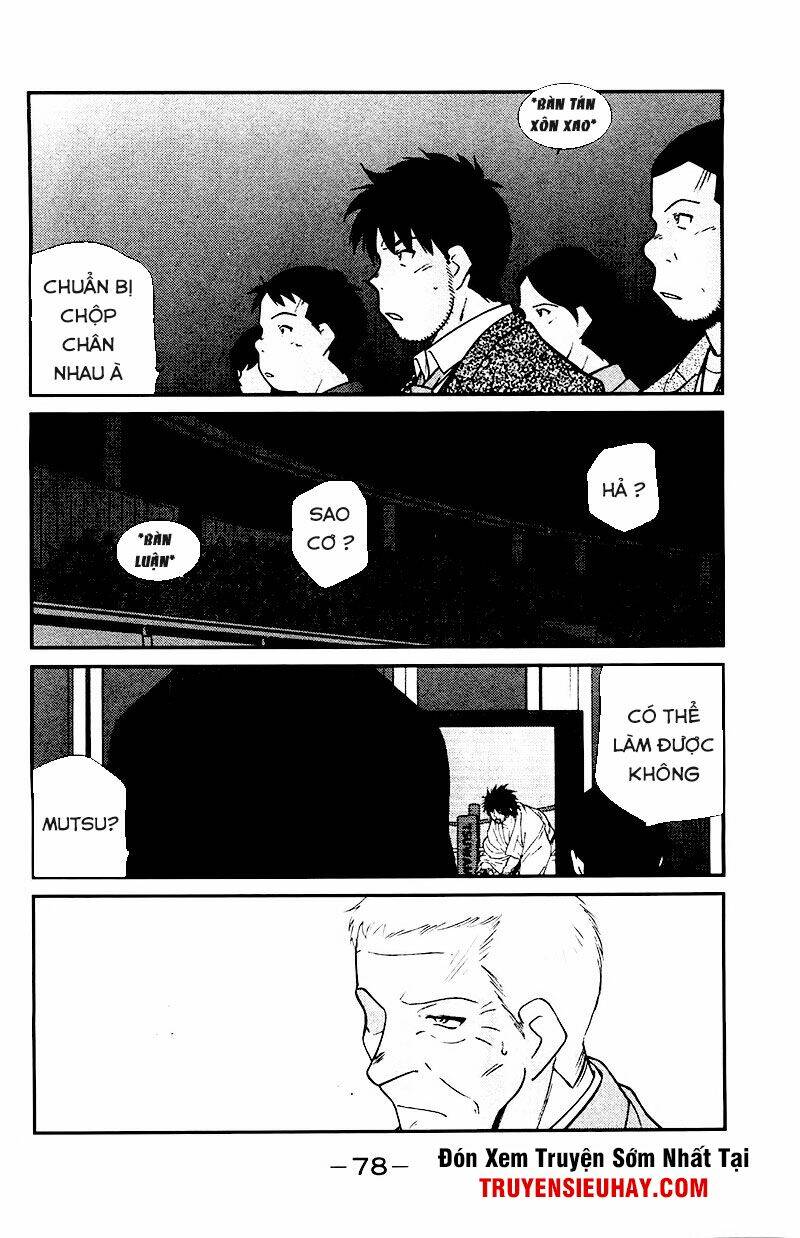 *BÀN TÁN
XÔN XAO*
CHUẨN BỊ
CHỘP
CHÂN
NHAU À
HẢ ?
SAO
CƠ ?
*BÀN
LUẬN*
CÓ THỂ
LÀM ĐƯỢC
KHÔNG
MUTSU?
TSUWABU
-78-
Đón Xem Truyện Sớm Nhất Tại
TRUYENSIEUHAY.COM